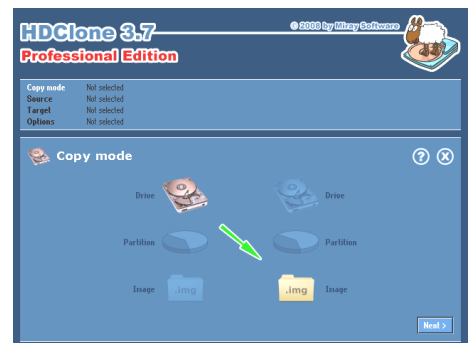 HDClone 3.7
© 2008 by Miray Software
Professional Edition
Copy mode Not selected
Source Not selected
Target Not selected
Options Not selected
Copy mode ? X
Drive Drive
Partition Partition
Image .img .img Image
Next >